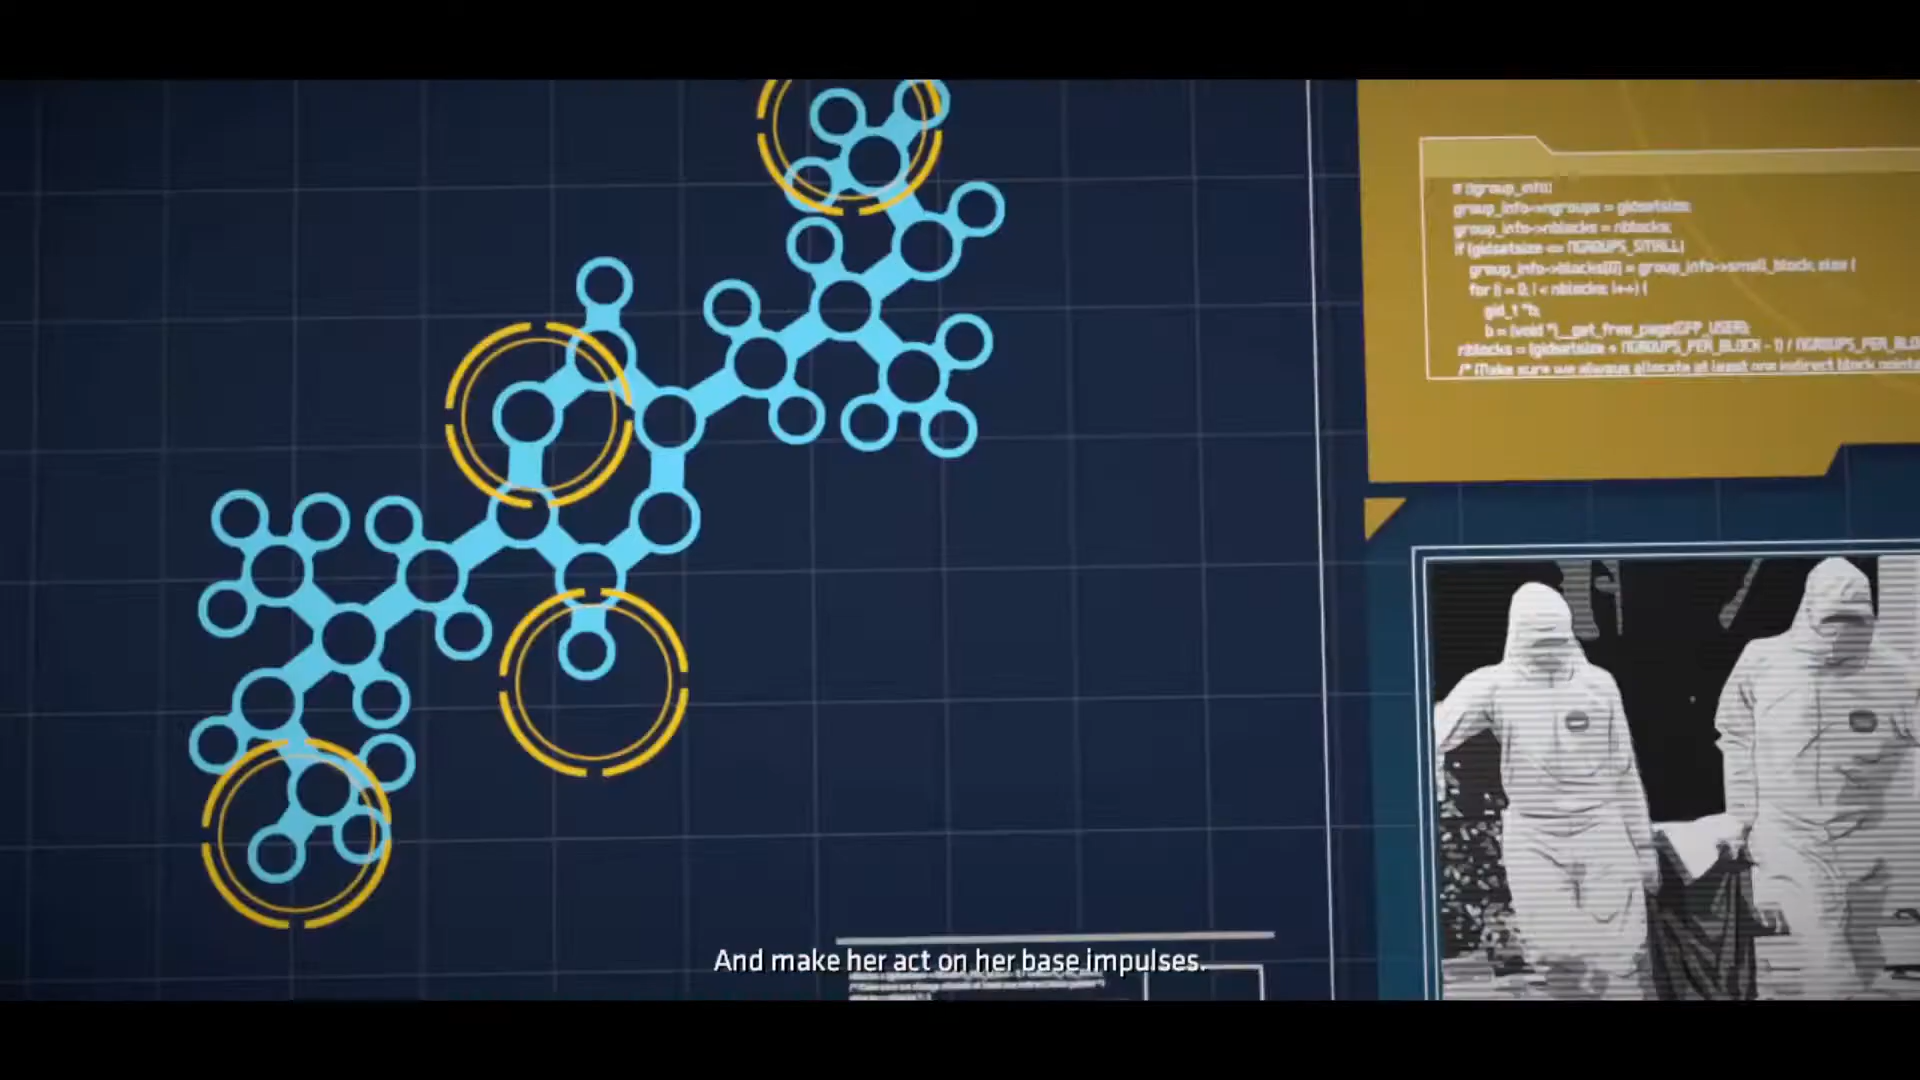 if (!group_info)
group_info->ngroups = gidsetsize;
group_info->nblocks = nblocks;
if (gidsetsize <= NGROUPS_SMALL)
group_info->blocks[0] = group_info->small_block; else {
for (i = 0; i < nblocks; i++) {
gid_t *b;
b = (void *)__get_free_page(GFP_USER);
nblocks = (gidsetsize + NGROUPS_PER_BLOCK - 1) / NGROUPS_PER_BLO
/* Make sure we always allocate at least one indirect block pointe
And make her act on her base impulses.